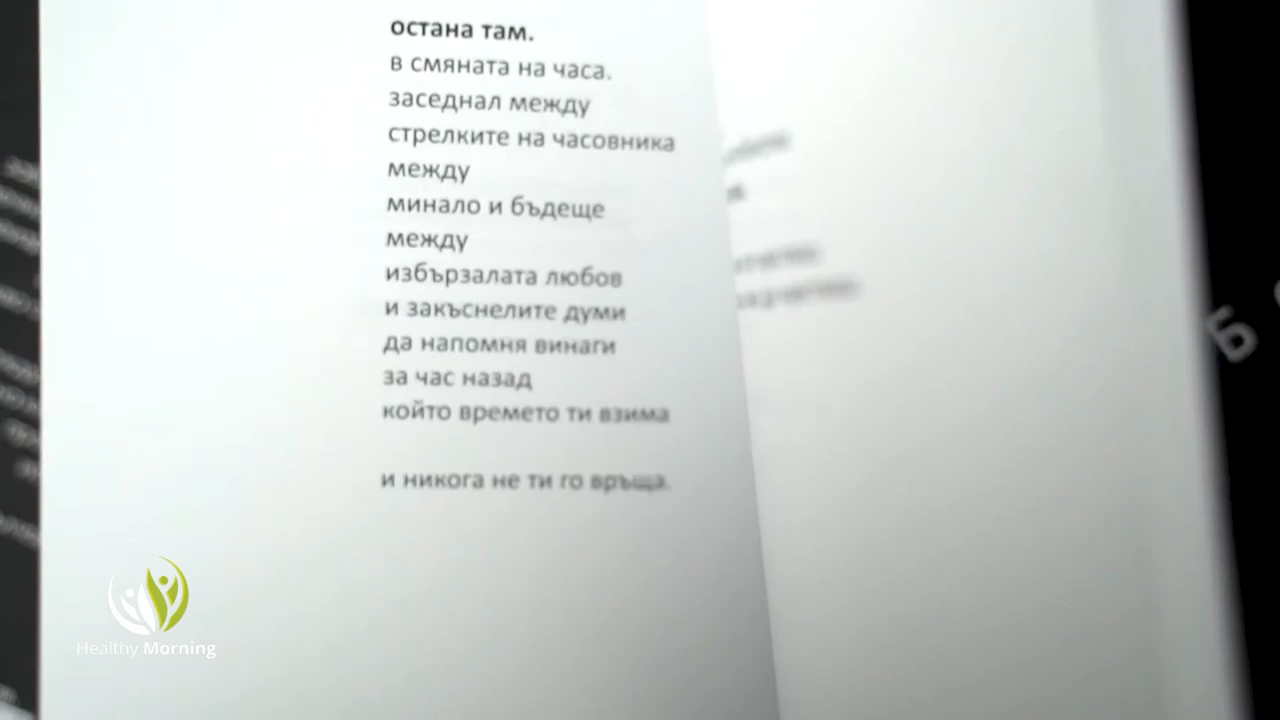 остана там.
в смяната на часа.
заседнал между
стрелките на часовника
между
минало и бъдеще
между
избързалата любов
и закъснелите думи
да напомня винаги
за час назад
който времето ти взима
и никога не ти го връща.
Б
Healthy Morning